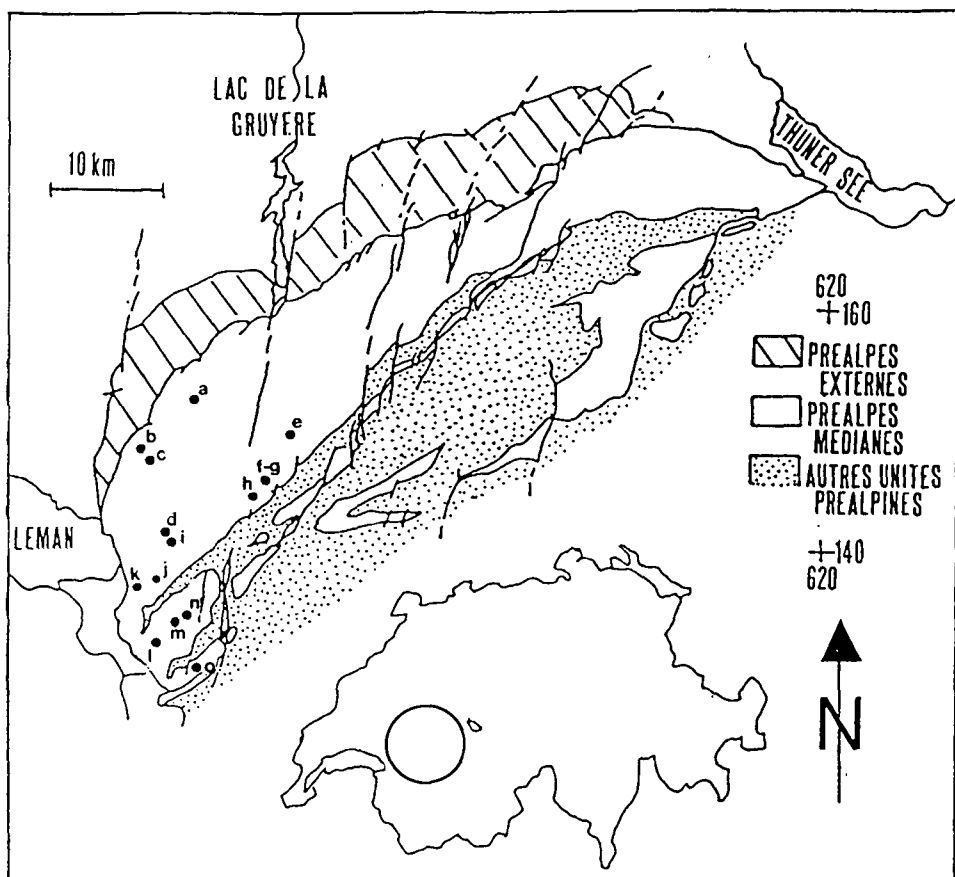 LAC DE LA
GRUYERE
10 km
THUNER SEE
620
160
PREALPES
EXTERNES
PREALPES
MEDIANES
AUTRES UNITES
PREALPINES
140
620
LEMAN
a
b
c
d
i
e
f-g
h
j
k
n
m
l
o
N